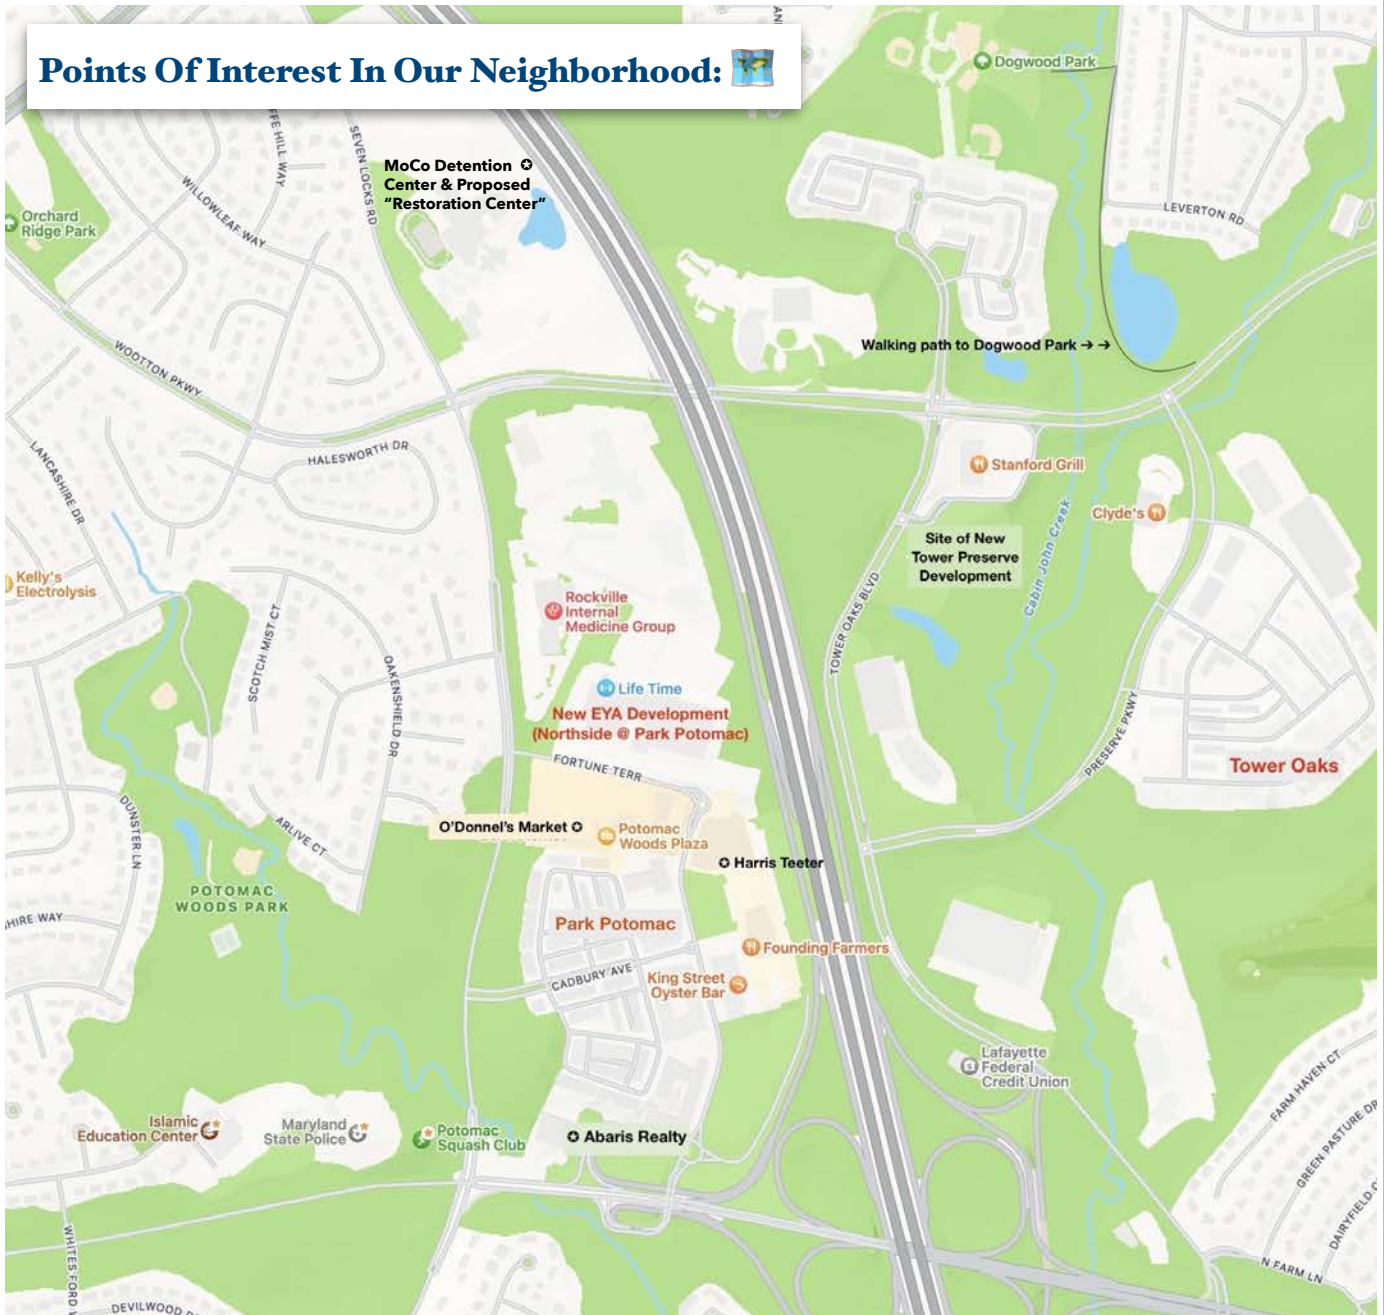 Points Of Interest In Our Neighborhood:
Dogwood Park
SEVEN LOCKS RD
WILLOWLEAF WAY
MoCo Detention ✪
Center & Proposed
“Restoration Center”
Orchard
Ridge Park
LEVERTON RD
Walking path to Dogwood Park → →
WOOTTON PKWY
HALESWORTH DR
LANCASHIRE DR
Stanford Grill
Clyde's
Cabin John Creek
Site of New
Tower Preserve
Development
Kelly's
Electrolysis
Rockville
Internal
Medicine Group
TOWER OAKS BLVD
SCOTCH MIST CT
OAKENSHIELD DR
Life Time
New EYA Development
(Northside @ Park Potomac)
PRESERVE PKWY
Tower Oaks
FORTUNE TERR
DUNSTER LN
ARLIVE CT
O’Donnel’s Market ✪
Potomac
Woods Plaza
✪ Harris Teeter
POTOMAC
WOODS PARK
HIRE WAY
Park Potomac
Founding Farmers
CADBURY AVE
King Street
Oyster Bar
Lafayette
Federal
Credit Union
FARM HAVEN CT
GREEN PASTURE DR
DAIRYFIELD
Islamic
Education Center
Maryland
State Police
Potomac
Squash Club
✪ Abaris Realty
WHITES FORD
N FARM LN
DEVILWOOD